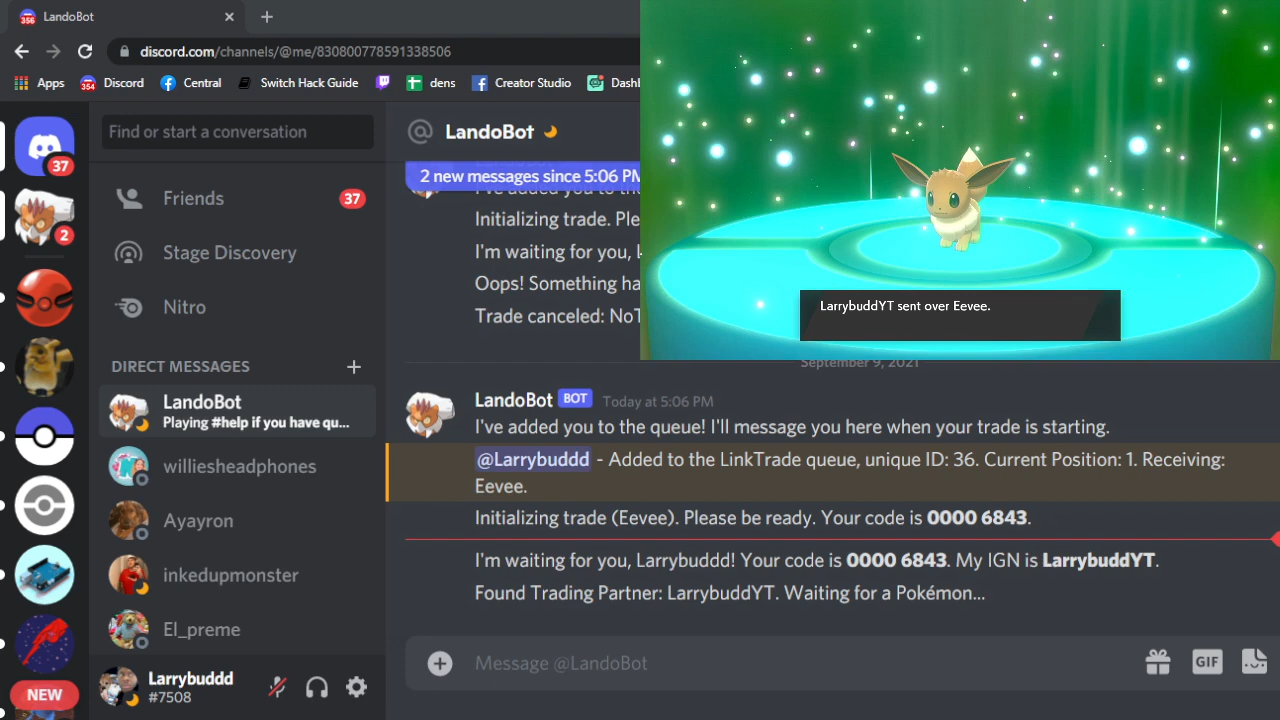 356
LandoBot
discord.com/channels/@me/830800778591338506
Apps
354
Discord
Central
Switch Hack Guide
dens
Creator Studio
Dashb
Find or start a conversation
LandoBot
37
2 new messages since 5:06 PM
Friends
37
2
Initializing trade. Ple
Stage Discovery
I'm waiting for you,
Oops! Something ha
Nitro
Trade canceled: NoT
LarrybuddYT sent over Eevee.
September 9, 2021
DIRECT MESSAGES
LandoBot
Playing #help if you have qu...
LandoBot BOT Today at 5:06 PM
I've added you to the queue! I'll message you here when your trade is starting.
@Larrybuddd - Added to the LinkTrade queue, unique ID: 36. Current Position: 1. Receiving:
Eevee.
williesheadphones
Ayayron
Initializing trade (Eevee). Please be ready. Your code is 0000 6843.
I'm waiting for you, Larrybuddd! Your code is 0000 6843. My IGN is LarrybuddYT.
inkedupmonster
Found Trading Partner: LarrybuddYT. Waiting for a Pokémon...
El_preme
Message @LandoBot
GIF
Larrybuddd
#7508
NEW